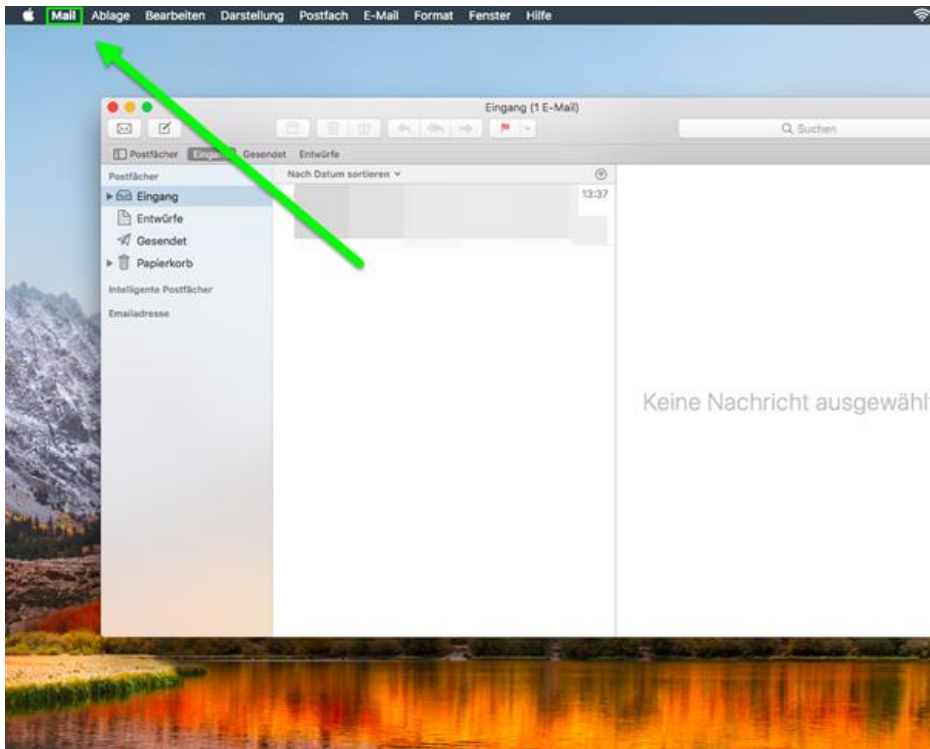 Mail Ablage Bearbeiten Darstellung Postfach E-Mail Format Fenster Hilfe
Eingang (1 E-Mail)
Suchen
Postfächer Gesendet Entwürfe
Postfächer
Nach Datum sortieren
Eingang
13:37
Entwürfe
Gesendet
Papierkorb
Intelligente Postfächer
Emailadresse
Keine Nachricht ausgewähl